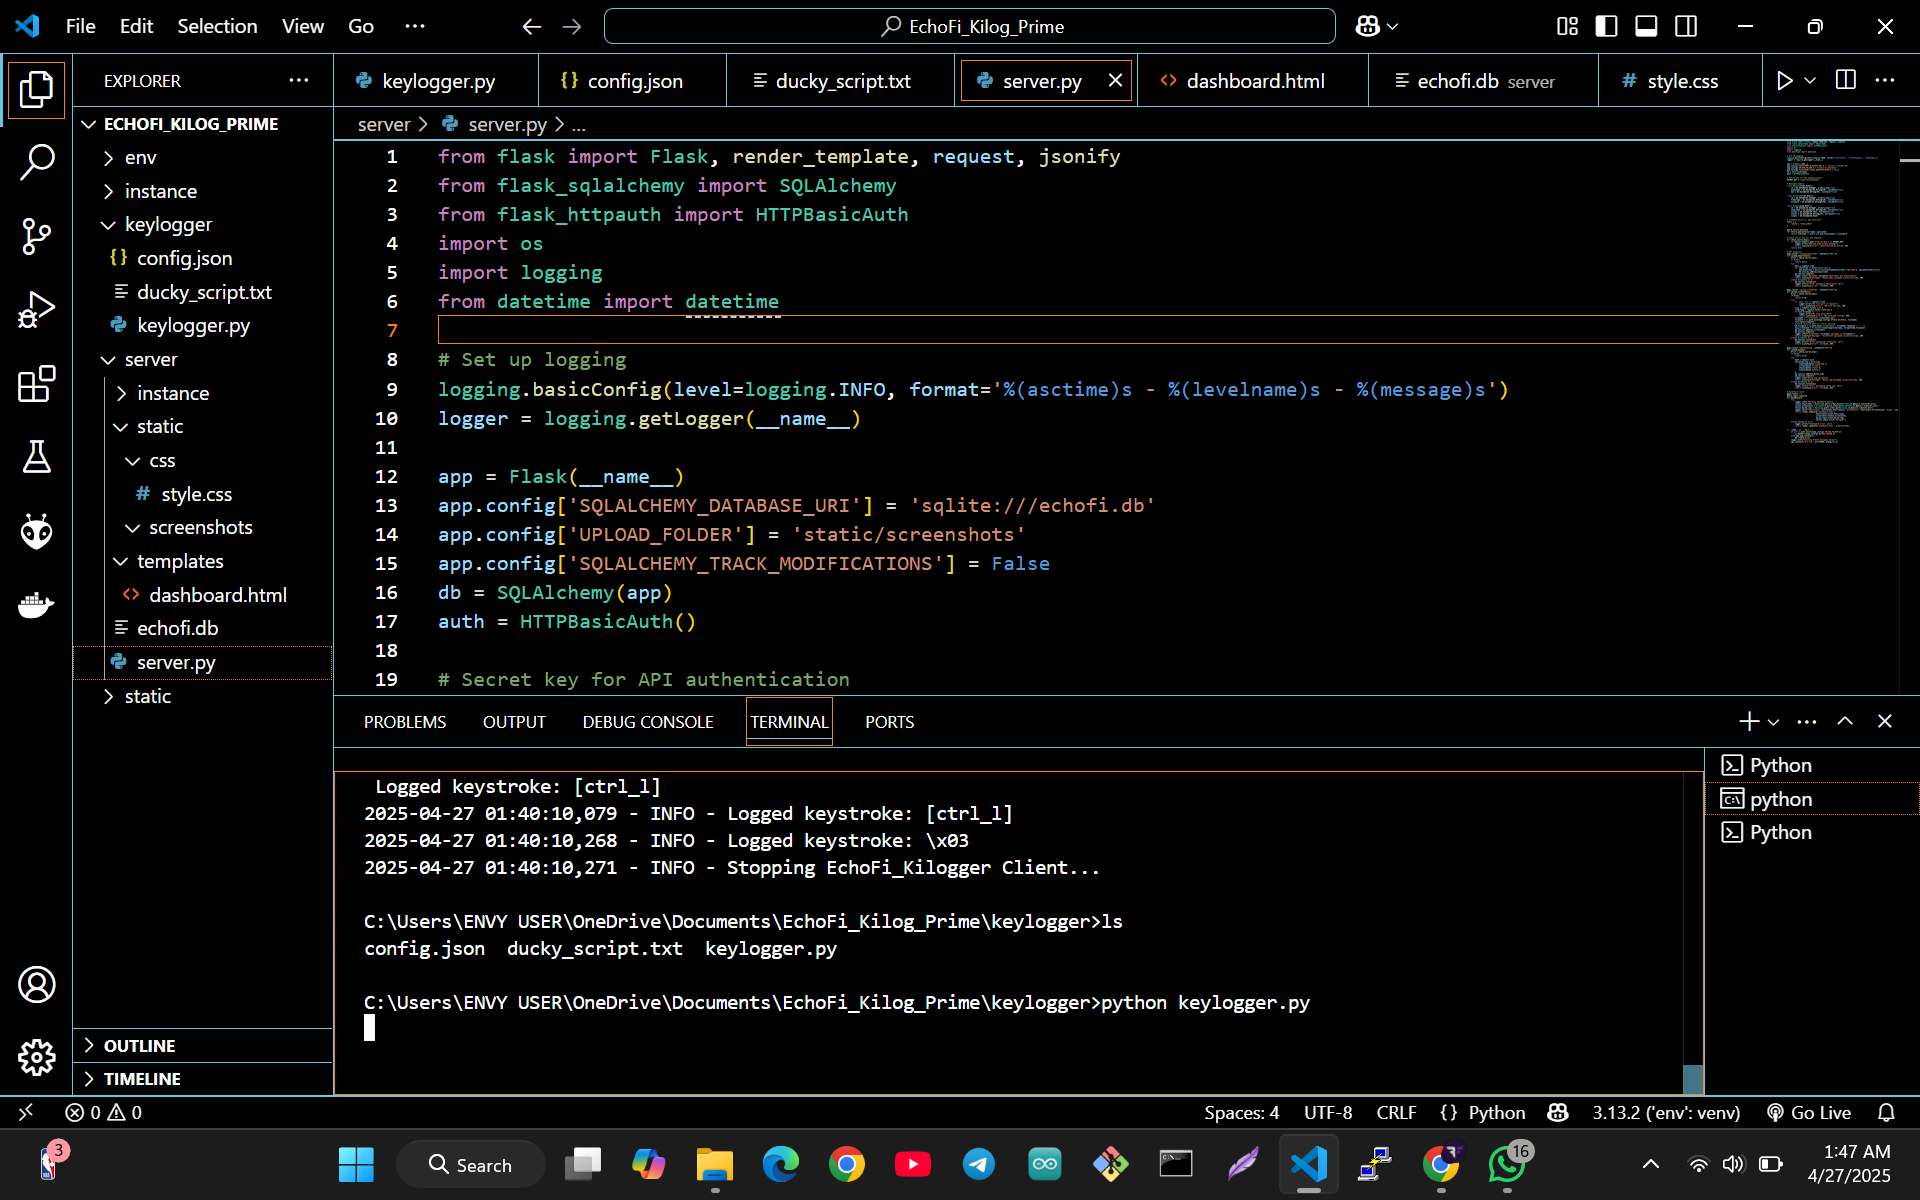 File Edit Selection View Go ··· EchoFi_Kilog_Prime
EXPLORER ···
keylogger.py {} config.json ducky_script.txt server.py dashboard.html echofi.db server # style.css
server > server.py > ...
ECHOFI_KILOG_PRIME
env
instance
keylogger
{} config.json
ducky_script.txt
keylogger.py
server
instance
static
css
# style.css
screenshots
templates
<> dashboard.html
echofi.db
server.py
static
OUTLINE
TIMELINE
1 from flask import Flask, render_template, request, jsonify
2 from flask_sqlalchemy import SQLAlchemy
3 from flask_httpauth import HTTPBasicAuth
4 import os
5 import logging
6 from datetime import datetime
7
8 # Set up logging
9 logging.basicConfig(level=logging.INFO, format='%(asctime)s - %(levelname)s - %(message)s')
10 logger = logging.getLogger(__name__)
11
12 app = Flask(__name__)
13 app.config['SQLALCHEMY_DATABASE_URI'] = 'sqlite:///echofi.db'
14 app.config['UPLOAD_FOLDER'] = 'static/screenshots'
15 app.config['SQLALCHEMY_TRACK_MODIFICATIONS'] = False
16 db = SQLAlchemy(app)
17 auth = HTTPBasicAuth()
18
19 # Secret key for API authentication
PROBLEMS OUTPUT DEBUG CONSOLE TERMINAL PORTS
Logged keystroke: [ctrl_l]
2025-04-27 01:40:10,079 - INFO - Logged keystroke: [ctrl_l]
2025-04-27 01:40:10,268 - INFO - Logged keystroke: \x03
2025-04-27 01:40:10,271 - INFO - Stopping EchoFi_Kilogger Client...
C:\Users\ENVY USER\OneDrive\Documents\EchoFi_Kilog_Prime\keylogger>ls
config.json ducky_script.txt keylogger.py
C:\Users\ENVY USER\OneDrive\Documents\EchoFi_Kilog_Prime\keylogger>python keylogger.py
Python
python
Python
0 0 Spaces: 4 UTF-8 CRLF {} Python 3.13.2 ('env': venv) Go Live
3 Search 16 1:47 AM
4/27/2025